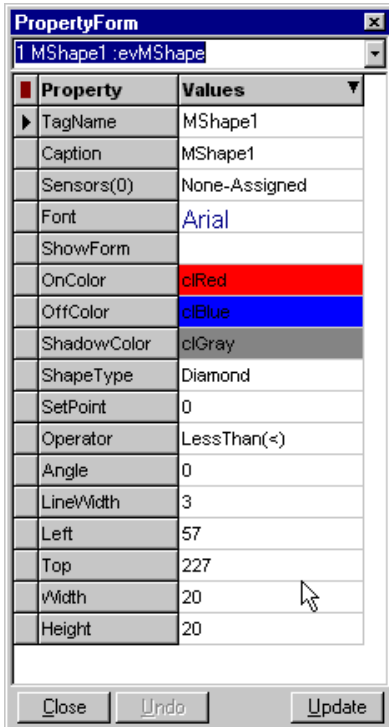 PropertyForm
1 MShape1 :evMShape
Property Values
TagName MShape1
Caption MShape1
Sensors(0) None-Assigned
Font Arial
ShowForm
OnColor clRed
OffColor clBlue
ShadowColor clGray
ShapeType Diamond
SetPoint 0
Operator LessThan(<)
Angle 0
LineWidth 3
Left 57
Top 227
Width 20
Height 20
Close Undo Update